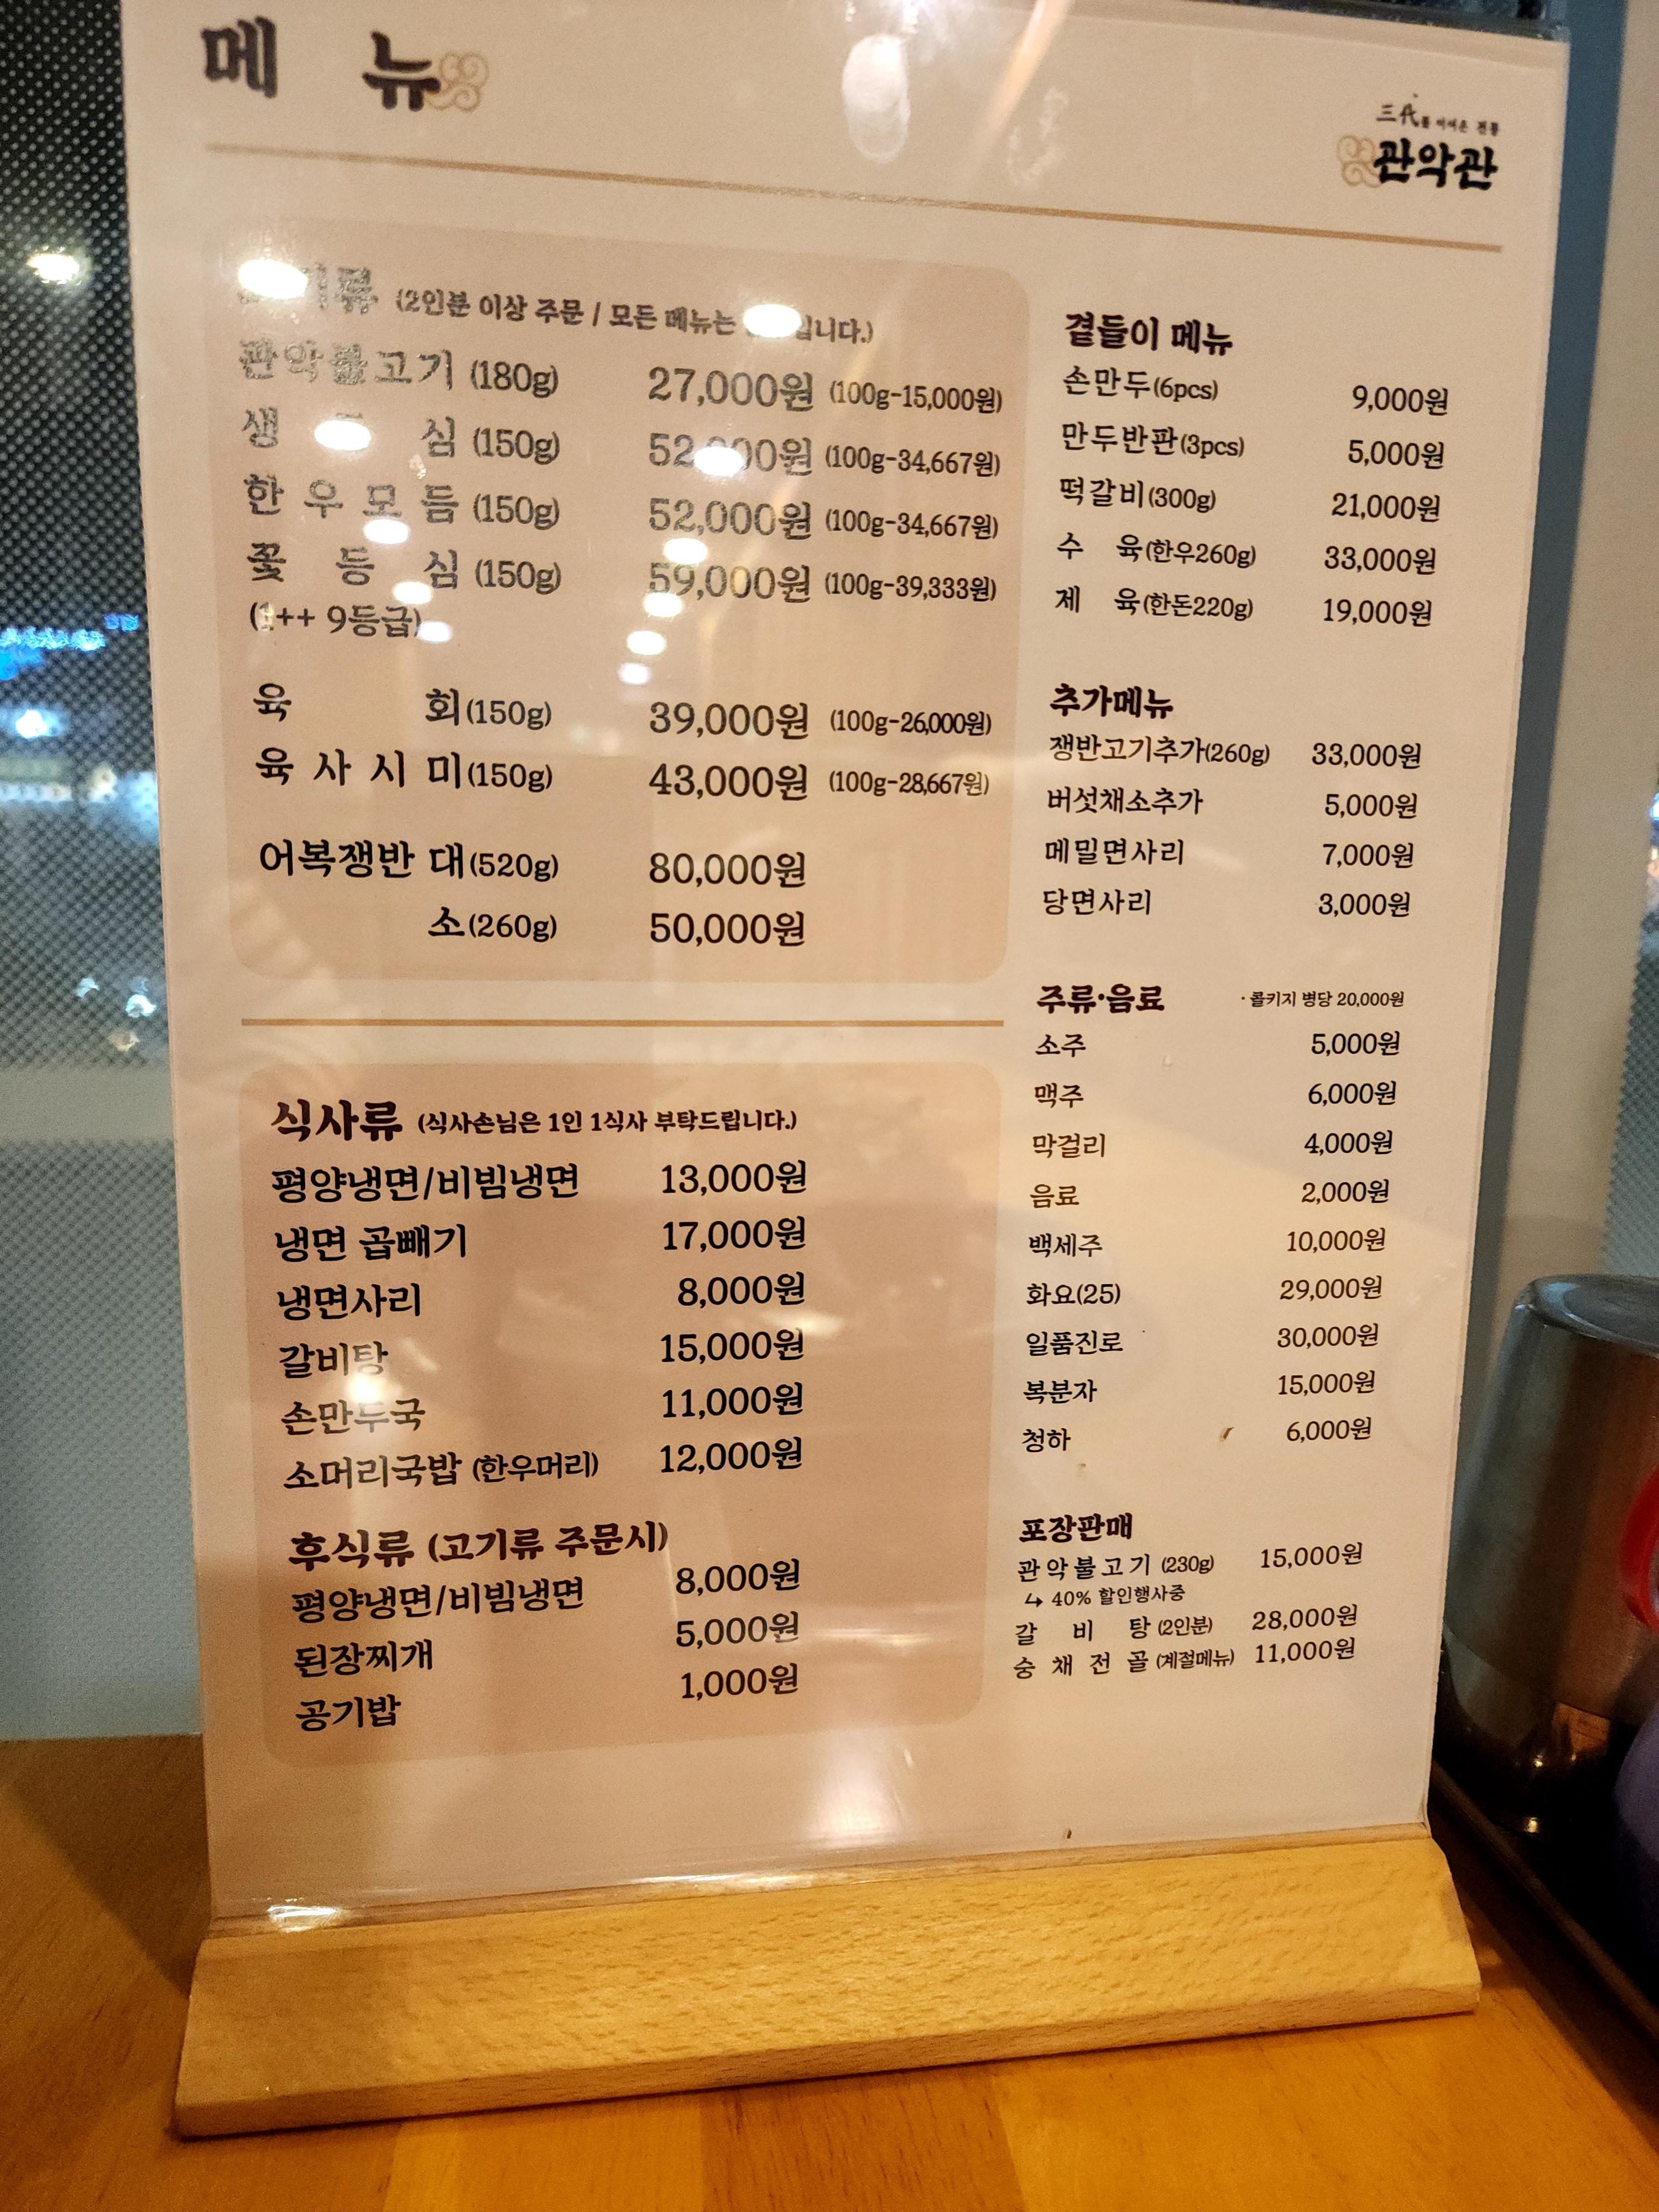 메 뉴
三代를 이어온 전통
관악관
(2인분 이상 주문 / 모든 메뉴는
관악불고기 (180g) 27,000원 (100g-15,000원)
(150g) (100g-34,667원)
한우모듬 (150g) 52,000원 (100g-34,667원)
꽃등심 (150g) 59,000원 (100g-39,333원)
(1++ 9등급)
육회(150g) 39,000원 (100g-26,000원)
육사시미(150g) 43,000원 (100g-28,667원)
어복쟁반 대(520g) 80,000원
소(260g) 50,000원
식사류 (식사손님은 1인 1식사 부탁드립니다.)
평양냉면/비빔냉면 13,000원
냉면 곱빼기 17,000원
냉면사리 8,000원
갈비탕 15,000원
손만두국 11,000원
소머리국밥 (한우머리) 12,000원
후식류 (고기류 주문시)
평양냉면/비빔냉면 8,000원
된장찌개 5,000원
공기밥 1,000원
곁들이 메뉴
손만두(6pcs) 9,000원
만두반판(3pcs) 5,000원
떡갈비(300g) 21,000원
수육(한우260g) 33,000원
제육(한돈220g) 19,000원
추가메뉴
쟁반고기추가(260g) 33,000원
버섯채소추가 5,000원
메밀면사리 7,000원
당면사리 3,000원
주류·음료 · 콜키지 병당 20,000원
소주 5,000원
맥주 6,000원
막걸리 4,000원
음료 2,000원
백세주 10,000원
화요(25) 29,000원
일품진로 30,000원
복분자 15,000원
청하 6,000원
포장판매
관악불고기 (230g) 15,000원
↳ 40% 할인행사중
갈비탕 (2인분) 28,000원
숭채전골 (계절메뉴) 11,000원